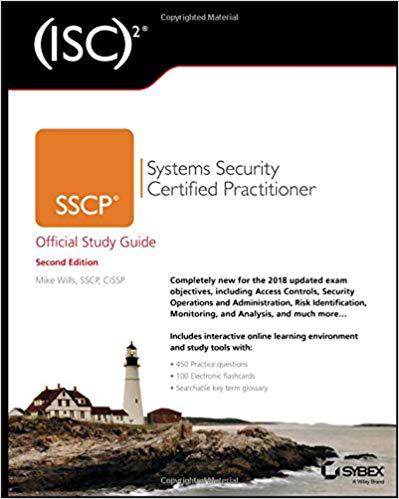 Copyrighted Material
(ISC)²®
Systems Security
Certified Practitioner
SSCP®
Official Study Guide
Second Edition
Mike Wills, SSCP, CISSP
Completely new for the 2018 updated exam
objectives, including Access Controls, Security
Operations and Administration, Risk Identification,
Monitoring, and Analysis, and much more...
Includes interactive online learning environment
and study tools with:
• 450 Practice questions
• 100 Electronic flashcards
• Searchable key term glossary
SYBEX
A Wiley Brand
Copyrighted Material